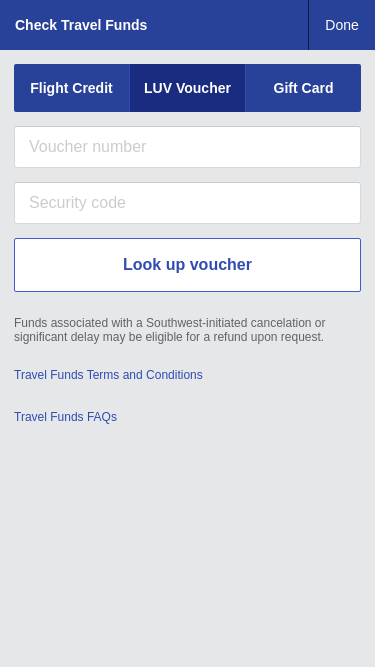 Check Travel Funds
Done
Flight Credit
LUV Voucher
Gift Card
Voucher number
Security code
Look up voucher
Funds associated with a Southwest-initiated cancelation or
significant delay may be eligible for a refund upon request.
Travel Funds Terms and Conditions
Travel Funds FAQs